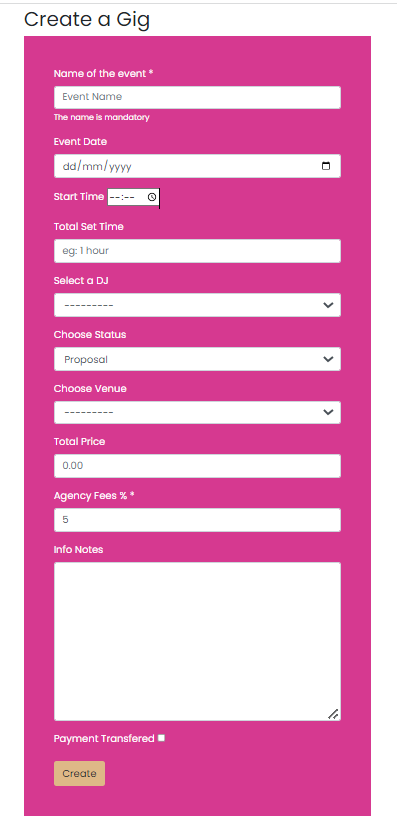 Create a Gig
Name of the event *
Event Name
The name is mandatory
Event Date
dd/mm/yyyy
Start Time --:--
Total Set Time
eg: 1 hour
Select a DJ
---------
Choose Status
Proposal
Choose Venue
---------
Total Price
0.00
Agency Fees % *
5
Info Notes
Payment Transfered
Create